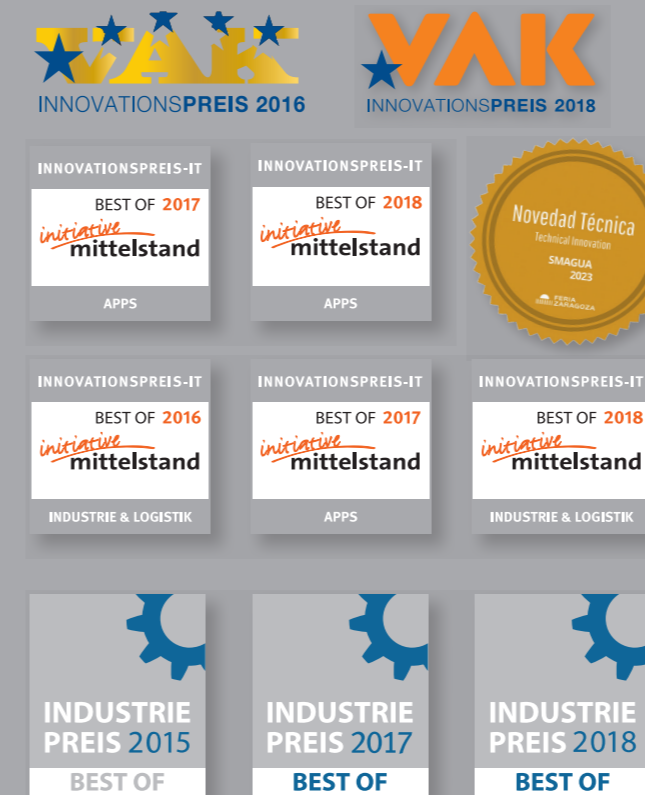 VAK
INNOVATIONSPREIS 2016
VAK
INNOVATIONSPREIS 2018
INNOVATIONSPREIS-IT
BEST OF 2017
initiative
mittelstand
APPS
INNOVATIONSPREIS-IT
BEST OF 2018
initiative
mittelstand
APPS
Novedad Técnica
Technical Innovation
SMAGUA
2023
FERIA
ZARAGOZA
INNOVATIONSPREIS-IT
BEST OF 2016
initiative
mittelstand
INDUSTRIE & LOGISTIK
INNOVATIONSPREIS-IT
BEST OF 2017
initiative
mittelstand
APPS
INNOVATIONSPREIS-IT
BEST OF 2018
initiative
mittelstand
INDUSTRIE & LOGISTIK
INDUSTRIE
PREIS 2015
BEST OF
INDUSTRIE
PREIS 2017
BEST OF
INDUSTRIE
PREIS 2018
BEST OF